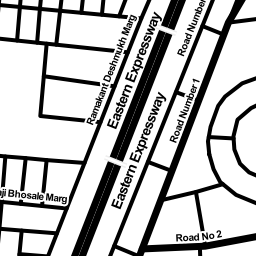 Ramakant Deshmukh Marg
Eastern Expressway
Road Number
Eastern Expressway
Road Number 1
ji Bhosale Marg
Road No 2